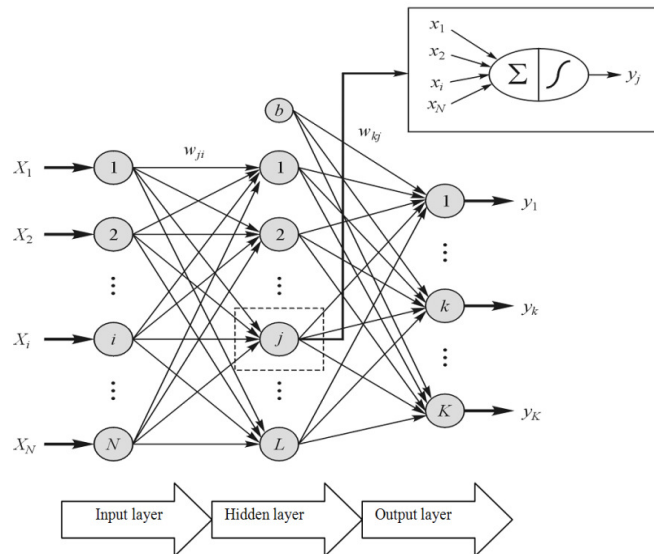 x1
x2
xi
xN
Σ
∫
yj
b
wji
wkj
X1
1
1
1
y1
X2
2
2
⋮
⋮
⋮
Xi
i
j
k
yk
⋮
⋮
⋮
XN
N
L
K
yK
Input layer
Hidden layer
Output layer